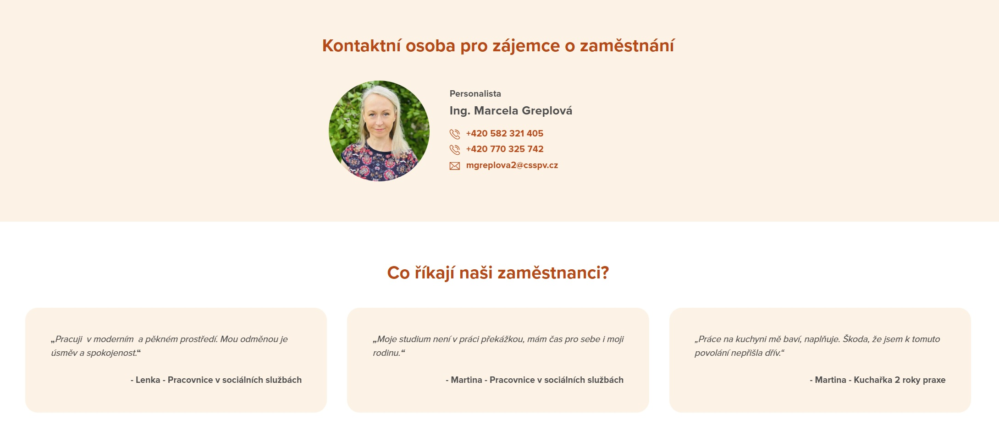 Kontaktní osoba pro zájemce o zaměstnání
Personalista
Ing. Marcela Greplová
+420 582 321 405
+420 770 325 742
mgreplova2@csspv.cz
Co říkají naši zaměstnanci?
„Pracuji  v moderním  a pěkném prostředí. Mou odměnou je
úsměv a spokojenost.“
- Lenka - Pracovnice v sociálních službách
„Moje studium není v práci překážkou, mám čas pro sebe i moji
rodinu.“
- Martina - Pracovnice v sociálních službách
„Práce na kuchyni mě baví, naplňuje. Škoda, že jsem k tomuto
povolání nepřišla dřív.“
- Martina - Kuchařka 2 roky praxe